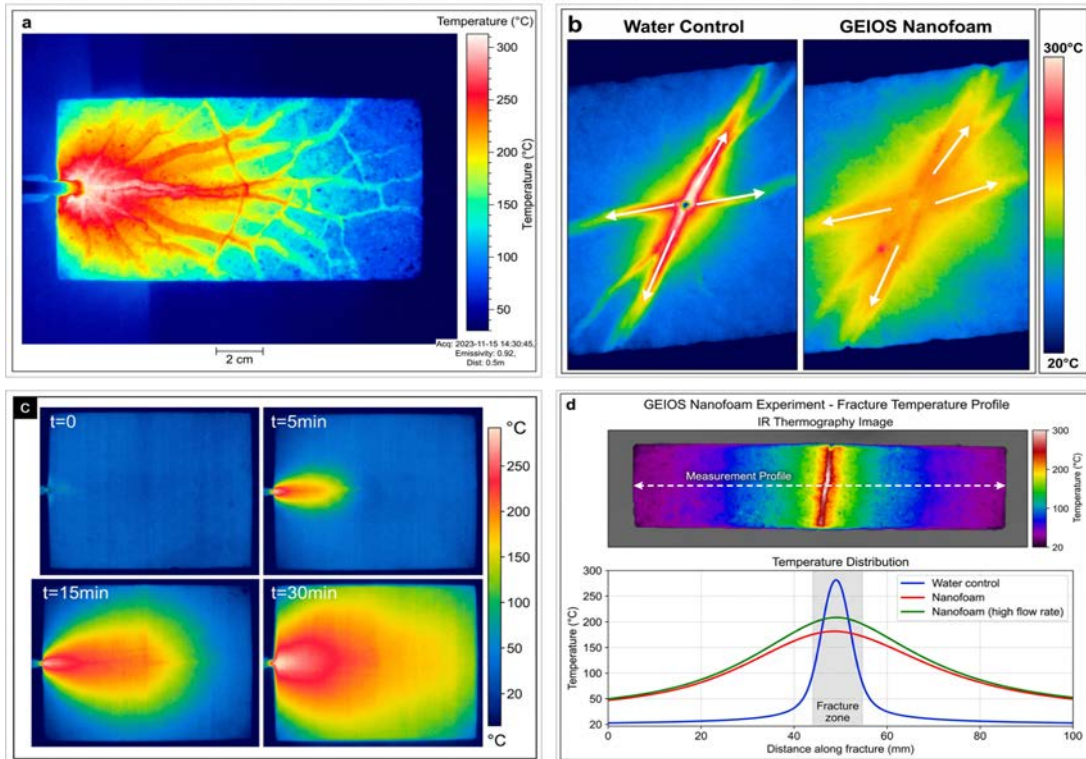 a
Temperature (°C)
300
250
200
150
100
50
Temperature (°C)
2 cm
Acq: 2023-11-15 14:30:45,
Emissivity: 0.92,
Dist: 0.5m
b
Water Control
GEIOS Nanofoam
300°C
20°C
c
t=0
t=5min
t=15min
t=30min
°C
250
200
150
100
50
20
°C
d
GEIOS Nanofoam Experiment - Fracture Temperature Profile
IR Thermography Image
Measurement Profile
300
200
100
20
Temperature (°C)
Temperature Distribution
300
250
200
150
100
50
20
Temperature (°C)
Water control
Nanofoam
Nanofoam (high flow rate)
Fracture
zone
0
20
40
60
80
100
Distance along fracture (mm)